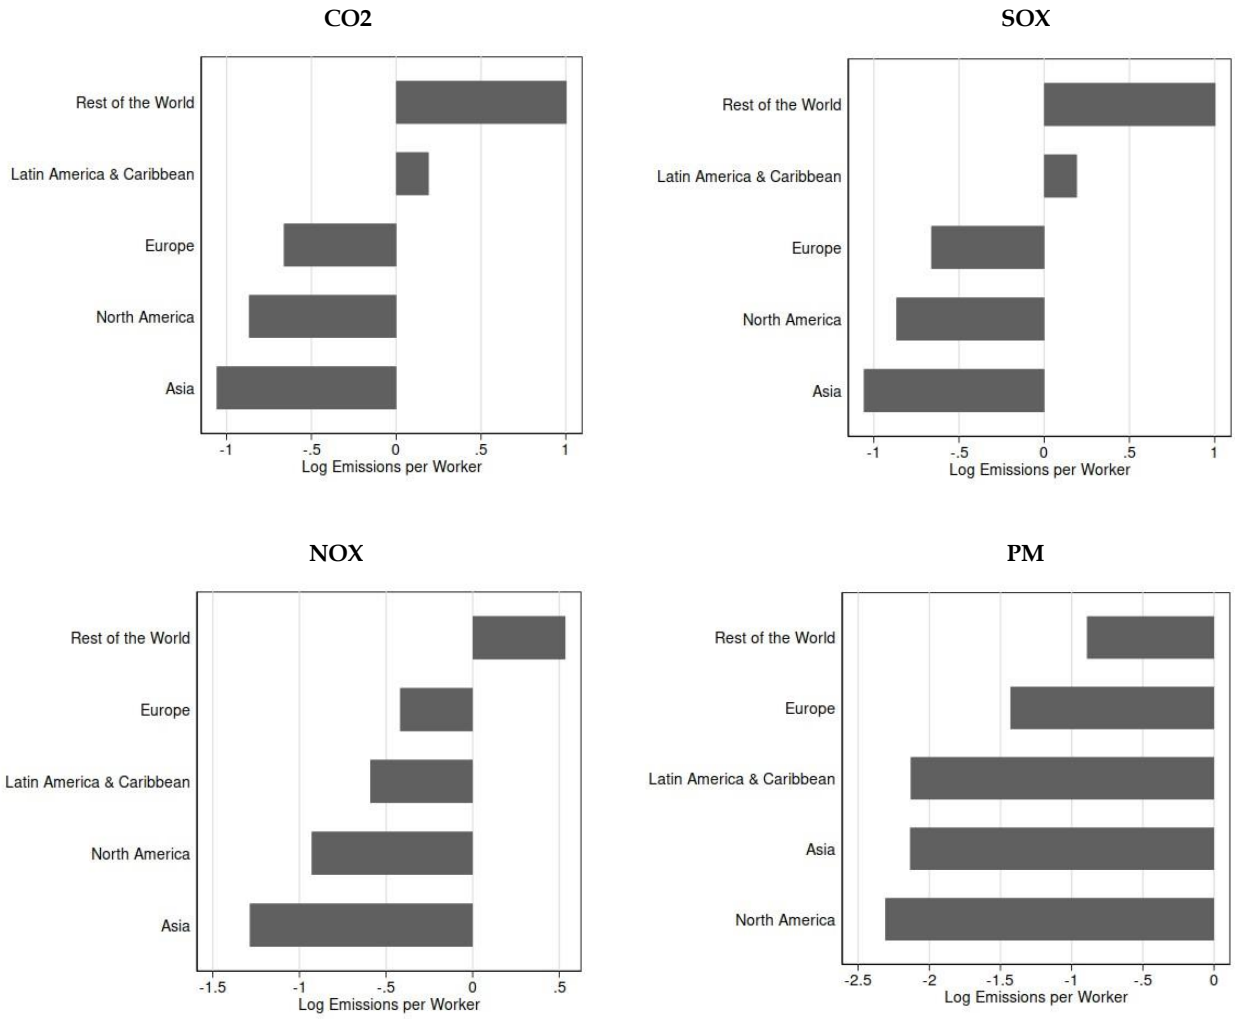 CO2
Rest of the World
Latin America & Caribbean
Europe
North America
Asia
-1 -.5 0 .5 1
Log Emissions per Worker
SOX
Rest of the World
Latin America & Caribbean
Europe
North America
Asia
-1 -.5 0 .5 1
Log Emissions per Worker
NOX
Rest of the World
Europe
Latin America & Caribbean
North America
Asia
-1.5 -1 -.5 0 .5
Log Emissions per Worker
PM
Rest of the World
Europe
Latin America & Caribbean
Asia
North America
-2.5 -2 -1.5 -1 -.5 0
Log Emissions per Worker